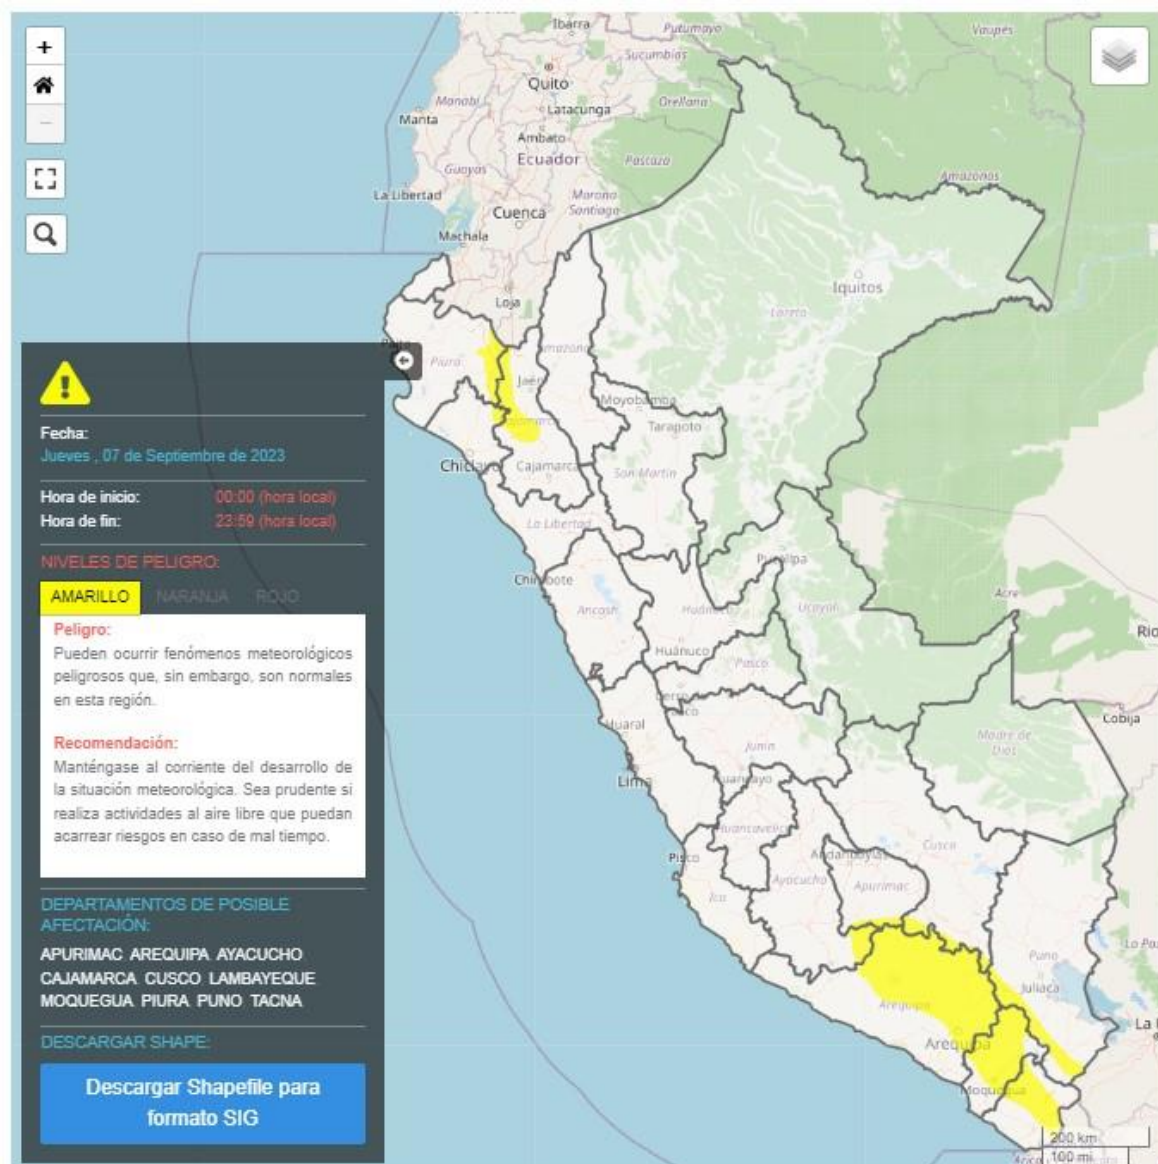 Ibarra
Putumayo
Vaupés
Sucumbíos
Quito
Manabí
Latacunga
Orellana
Manta
Ambato
Ecuador
Pastaza
Guayas
Amazonas
La Libertad
Morona
Santiago
Cuenca
Machala
Iquitos
Loja
Loreto
Piura
Jaén
Moyobamba
Tarapoto
Chiclayo
Cajamarca
San Martín
La Libertad
Chimbote
Pucallpa
Ancash
Huánuco
Ucayali
Acre
Huánuco
Pasco
Rio
Cerro de
Pasco
Cobija
Huaral
Madre de
Dios
Junín
Lima
Huancayo
Huancavelica
Pisco
Andahuaylas
Cusco
Ica
Ayacucho
Apurímac
La Paz
Puno
Juliaca
Arequipa
Arequipa
La
Moquegua
200 km
100 mi
Fecha:
Jueves , 07 de Septiembre de 2023
Hora de inicio: 00:00 (hora local)
Hora de fin: 23:59 (hora local)
NIVELES DE PELIGRO:
AMARILLO NARANJA ROJO
Peligro:
Pueden ocurrir fenómenos meteorológicos
peligrosos que, sin embargo, son normales
en esta región.
Recomendación:
Manténgase al corriente del desarrollo de
la situación meteorológica. Sea prudente si
realiza actividades al aire libre que puedan
acarrear riesgos en caso de mal tiempo.
DEPARTAMENTOS DE POSIBLE
AFECTACIÓN:
APURIMAC AREQUIPA AYACUCHO
CAJAMARCA CUSCO LAMBAYEQUE
MOQUEGUA PIURA PUNO TACNA
DESCARGAR SHAPE:
Descargar Shapefile para
formato SIG